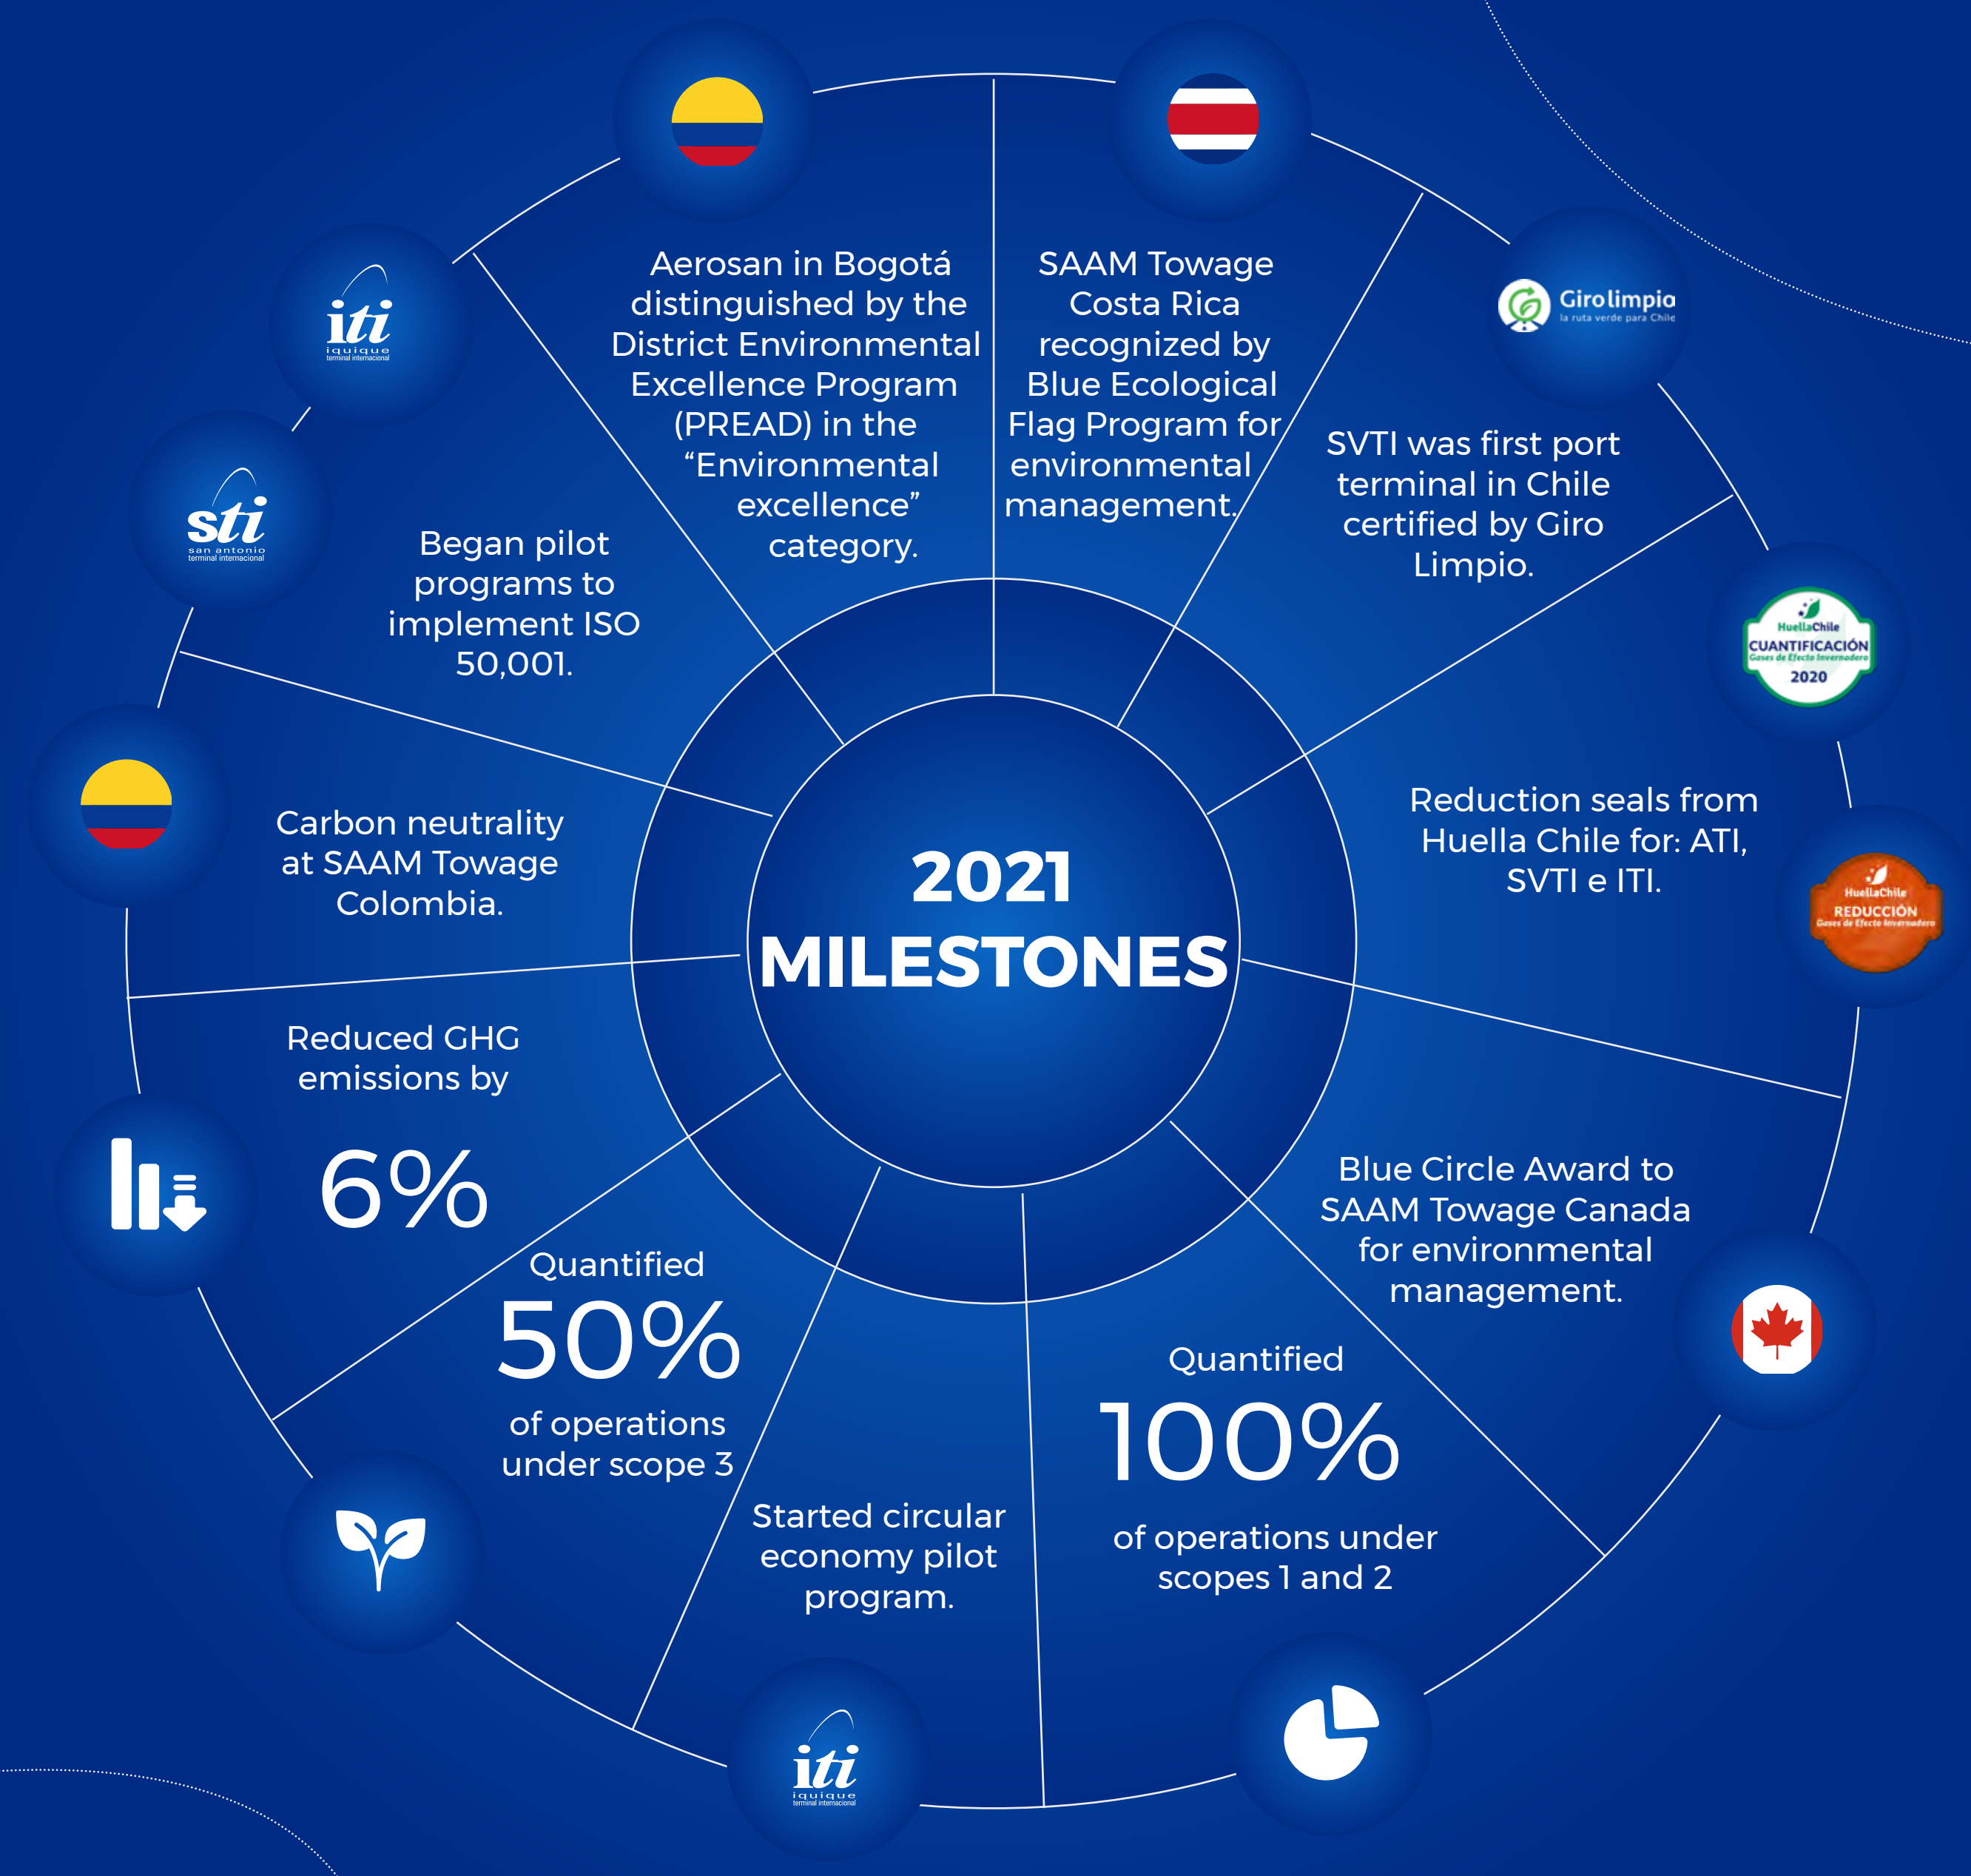 2021
MILESTONES
Aerosan in Bogotá
distinguished by the
District Environmental
Excellence Program
(PREAD) in the
“Environmental
excellence”
category.
SAAM Towage
Costa Rica
recognized by
Blue Ecological
Flag Program for
environmental
management.
Giro limpio
la ruta verde para Chile
SVTI was first port
terminal in Chile
certified by Giro
Limpio.
HuellaChile
CUANTIFICACIÓN
Gases de Efecto Invernadero
2020
Reduction seals from
Huella Chile for: ATI,
SVTI e ITI.
HuellaChile
REDUCCIÓN
Gases de Efecto Invernadero
Blue Circle Award to
SAAM Towage Canada
for environmental
management.
Quantified
100%
of operations under
scopes 1 and 2
Started circular
economy pilot
program.
iti
iquique
terminal internacional
Quantified
50%
of operations
under scope 3
Reduced GHG
emissions by
6%
Carbon neutrality
at SAAM Towage
Colombia.
sti
san antonio
terminal internacional
iti
iquique
terminal internacional
Began pilot
programs to
implement ISO
50,001.